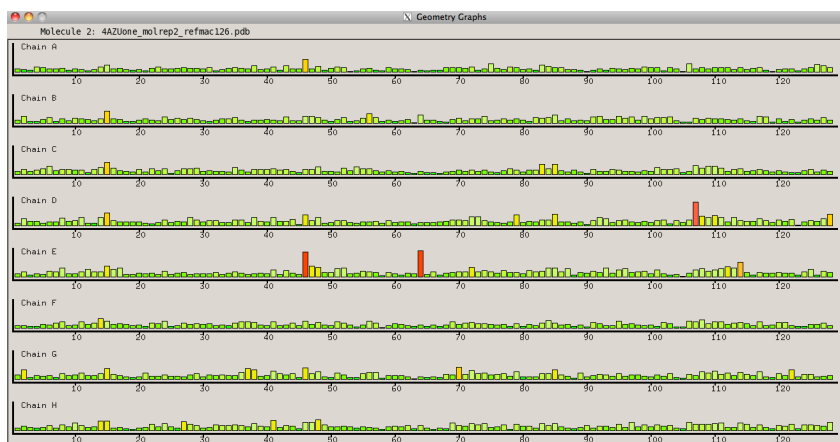 X Geometry Graphs
Molecule 2: 4AZUone_molrep2_refmac126.pdb
Chain A
10 20 30 40 50 60 70 80 90 100 110 120
Chain B
10 20 30 40 50 60 70 80 90 100 110 120
Chain C
10 20 30 40 50 60 70 80 90 100 110 120
Chain D
10 20 30 40 50 60 70 80 90 100 110 120
Chain E
10 20 30 40 50 60 70 80 90 100 110 120
Chain F
10 20 30 40 50 60 70 80 90 100 110 120
Chain G
10 20 30 40 50 60 70 80 90 100 110 120
Chain H
10 20 30 40 50 60 70 80 90 100 110 120